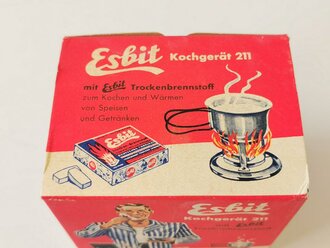 Esbit Kochgerät 211
mit Esbit Trockenbrennstoff
zum Kochen und Wärmen
von Speisen
und Getränken
Esbit
Esbit
Kochgerät 211
mit Esbit